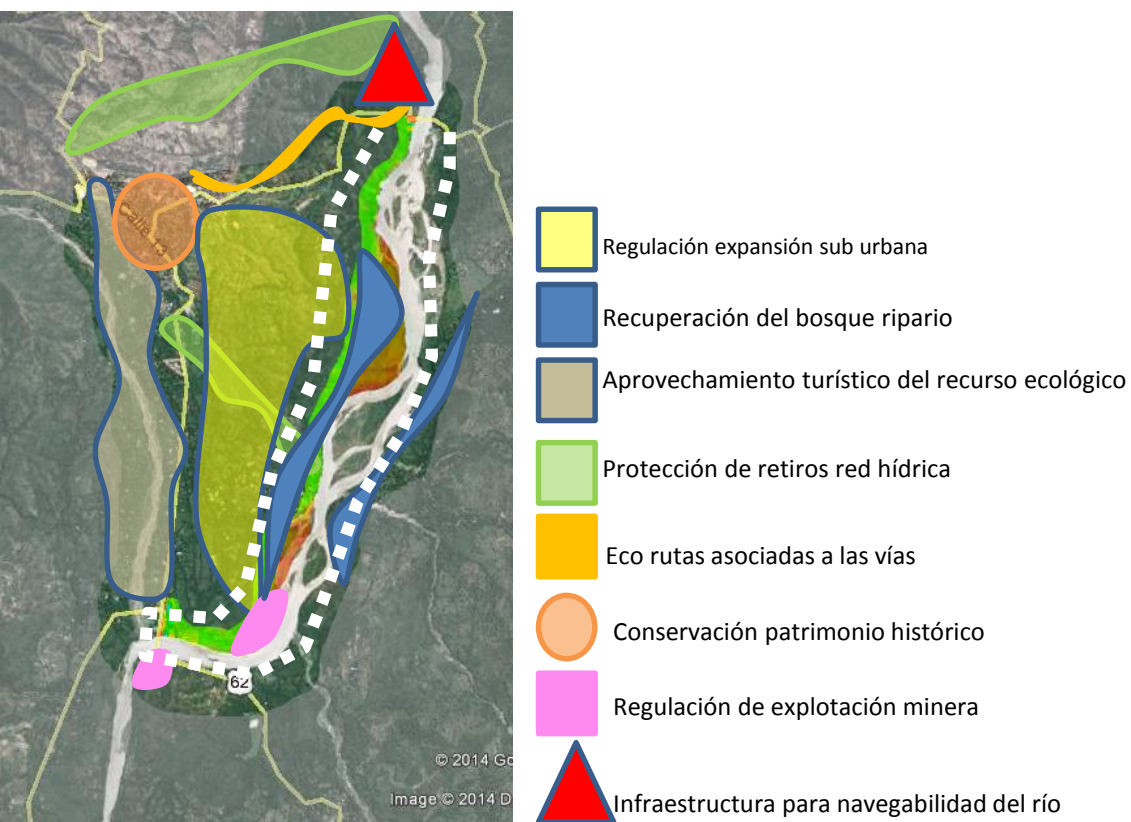 Calle 13
62
© 2014 Go
Image © 2014 D
Regulación expansión sub urbana
Recuperación del bosque ripario
Aprovechamiento turístico del recurso ecológico
Protección de retiros red hídrica
Eco rutas asociadas a las vías
Conservación patrimonio histórico
Regulación de explotación minera
Infraestructura para navegabilidad del río